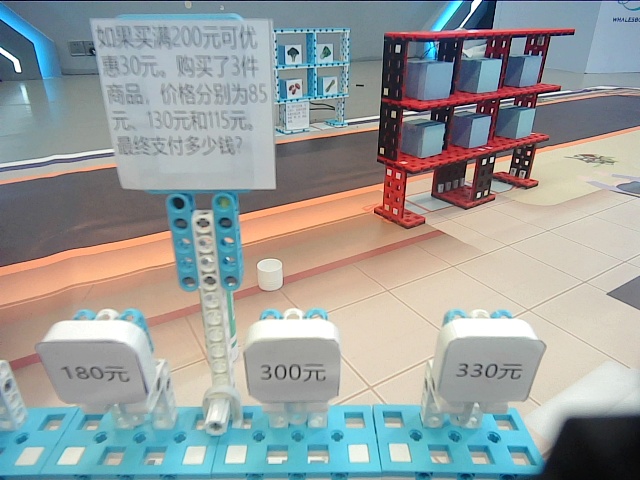 如果买满200元可优
惠30元。购买了3件
商品，价格分别为85
元、130元和115元。
最终支付多少钱?
180元
300元
330元
WHALESBO